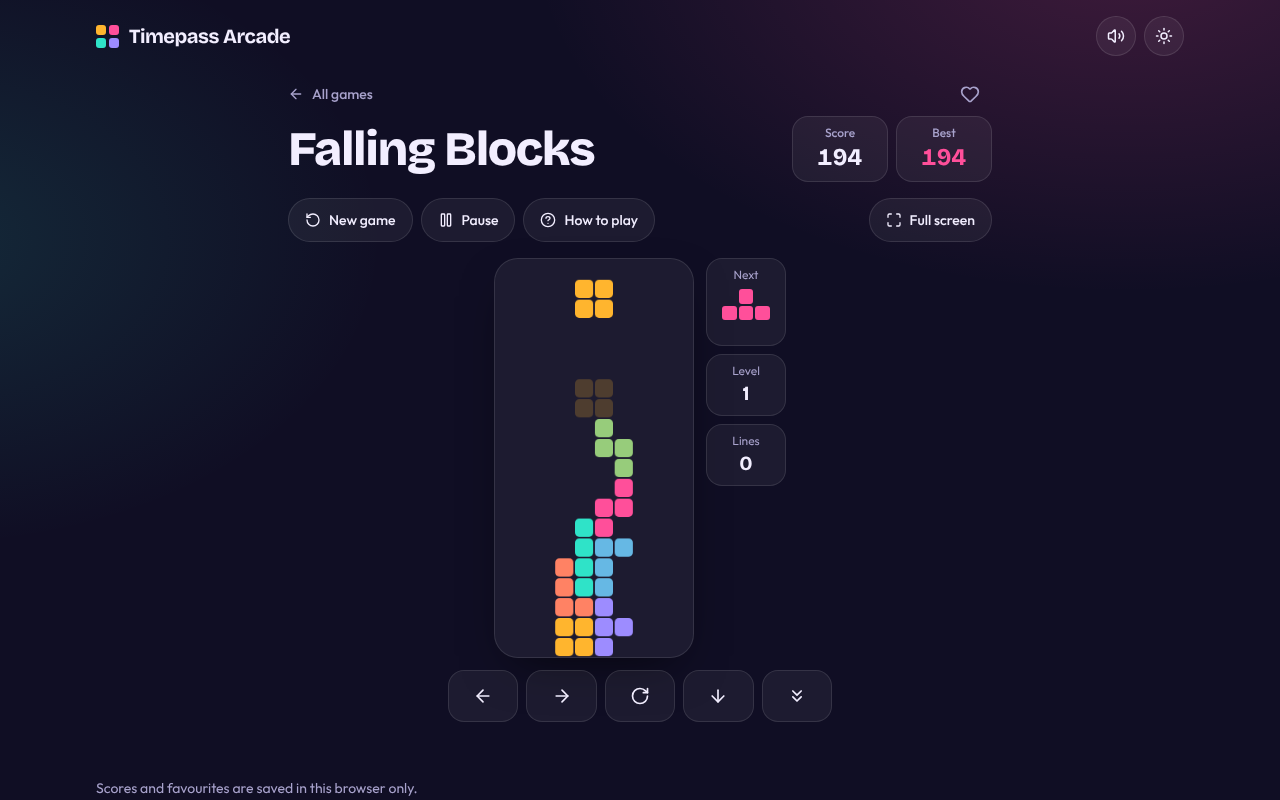 Timepass Arcade
All games
Falling Blocks
Score
194
Best
194
New game
Pause
How to play
Full screen
Next
Level
1
Lines
0
Scores and favourites are saved in this browser only.